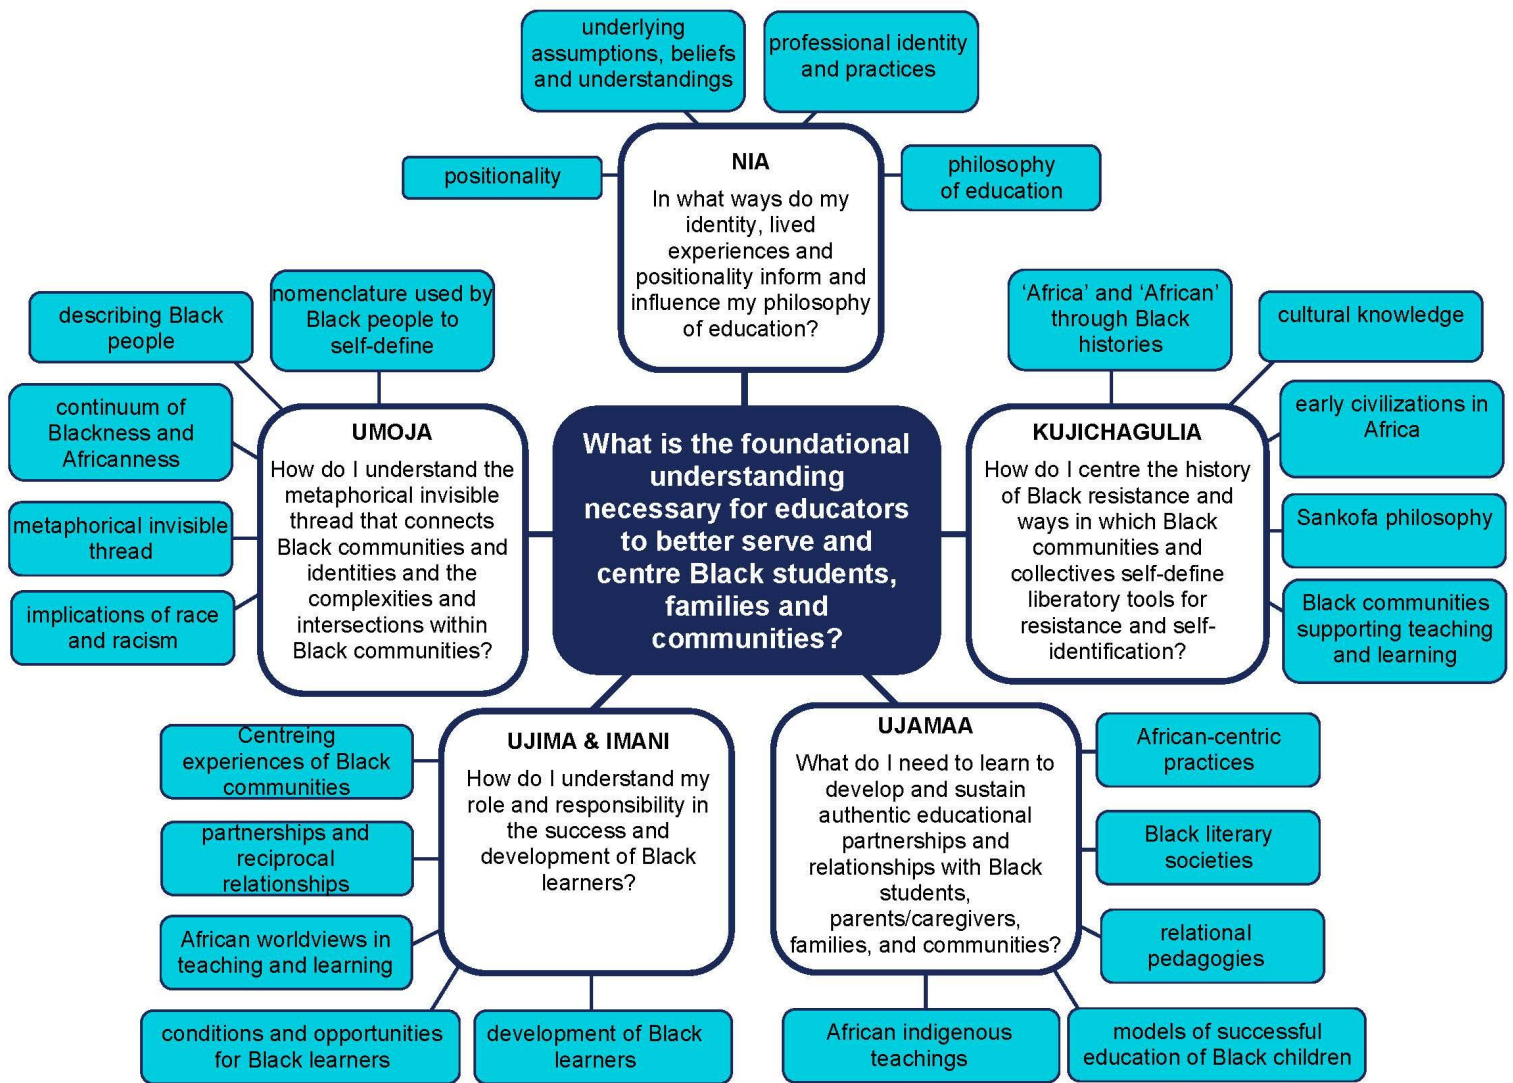 underlying
assumptions, beliefs
and understandings
professional identity
and practices
positionality
philosophy
of education
NIA
In what ways do my
identity, lived
experiences and
positionality inform and
influence my philosophy
of education?
describing Black
people
nomenclature used by
Black people to
self-define
continuum of
Blackness and
Africanness
metaphorical invisible
thread
implications of race
and racism
UMOJA
How do I understand the
metaphorical invisible
thread that connects
Black communities and
identities and the
complexities and
intersections within
Black communities?
What is the foundational
understanding
necessary for educators
to better serve and
centre Black students,
families and
communities?
‘Africa’ and ‘African’
through Black
histories
cultural knowledge
early civilizations in
Africa
Sankofa philosophy
Black communities
supporting teaching
and learning
KUJICHAGULIA
How do I centre the history
of Black resistance and
ways in which Black
communities and
collectives self-define
liberatory tools for
resistance and self-
identification?
Centreing
experiences of Black
communities
partnerships and
reciprocal
relationships
African worldviews in
teaching and learning
conditions and opportunities
for Black learners
development of Black
learners
UJIMA & IMANI
How do I understand my
role and responsibility in
the success and
development of Black
learners?
UJAMAA
What do I need to learn to
develop and sustain
authentic educational
partnerships and
relationships with Black
students,
parents/caregivers,
families, and communities?
African-centric
practices
Black literary
societies
relational
pedagogies
African indigenous
teachings
models of successful
education of Black children